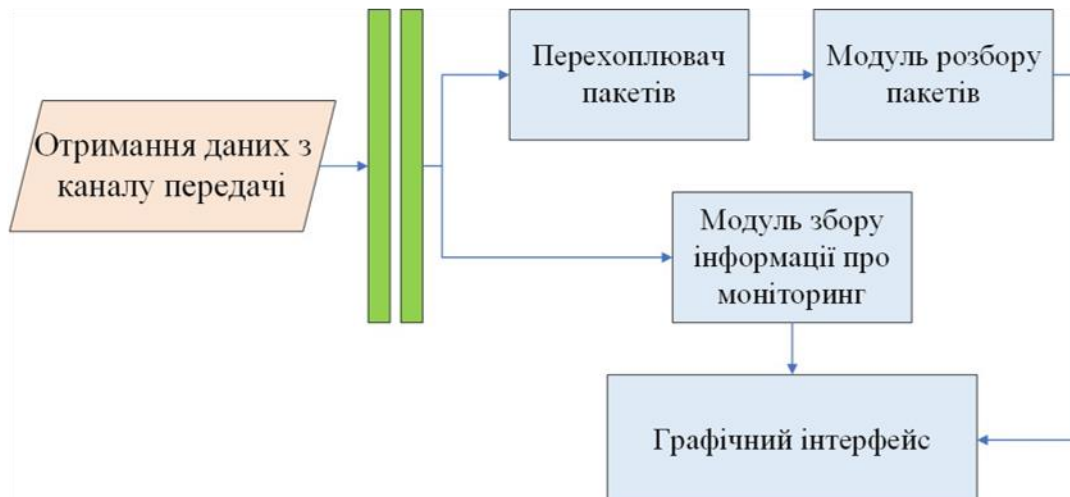 Перехоплювач
пакетів
Модуль розбору
пакетів
Отримання даних з
каналу передачі
Модуль збору
інформації про
моніторинг
Графічний інтерфейс